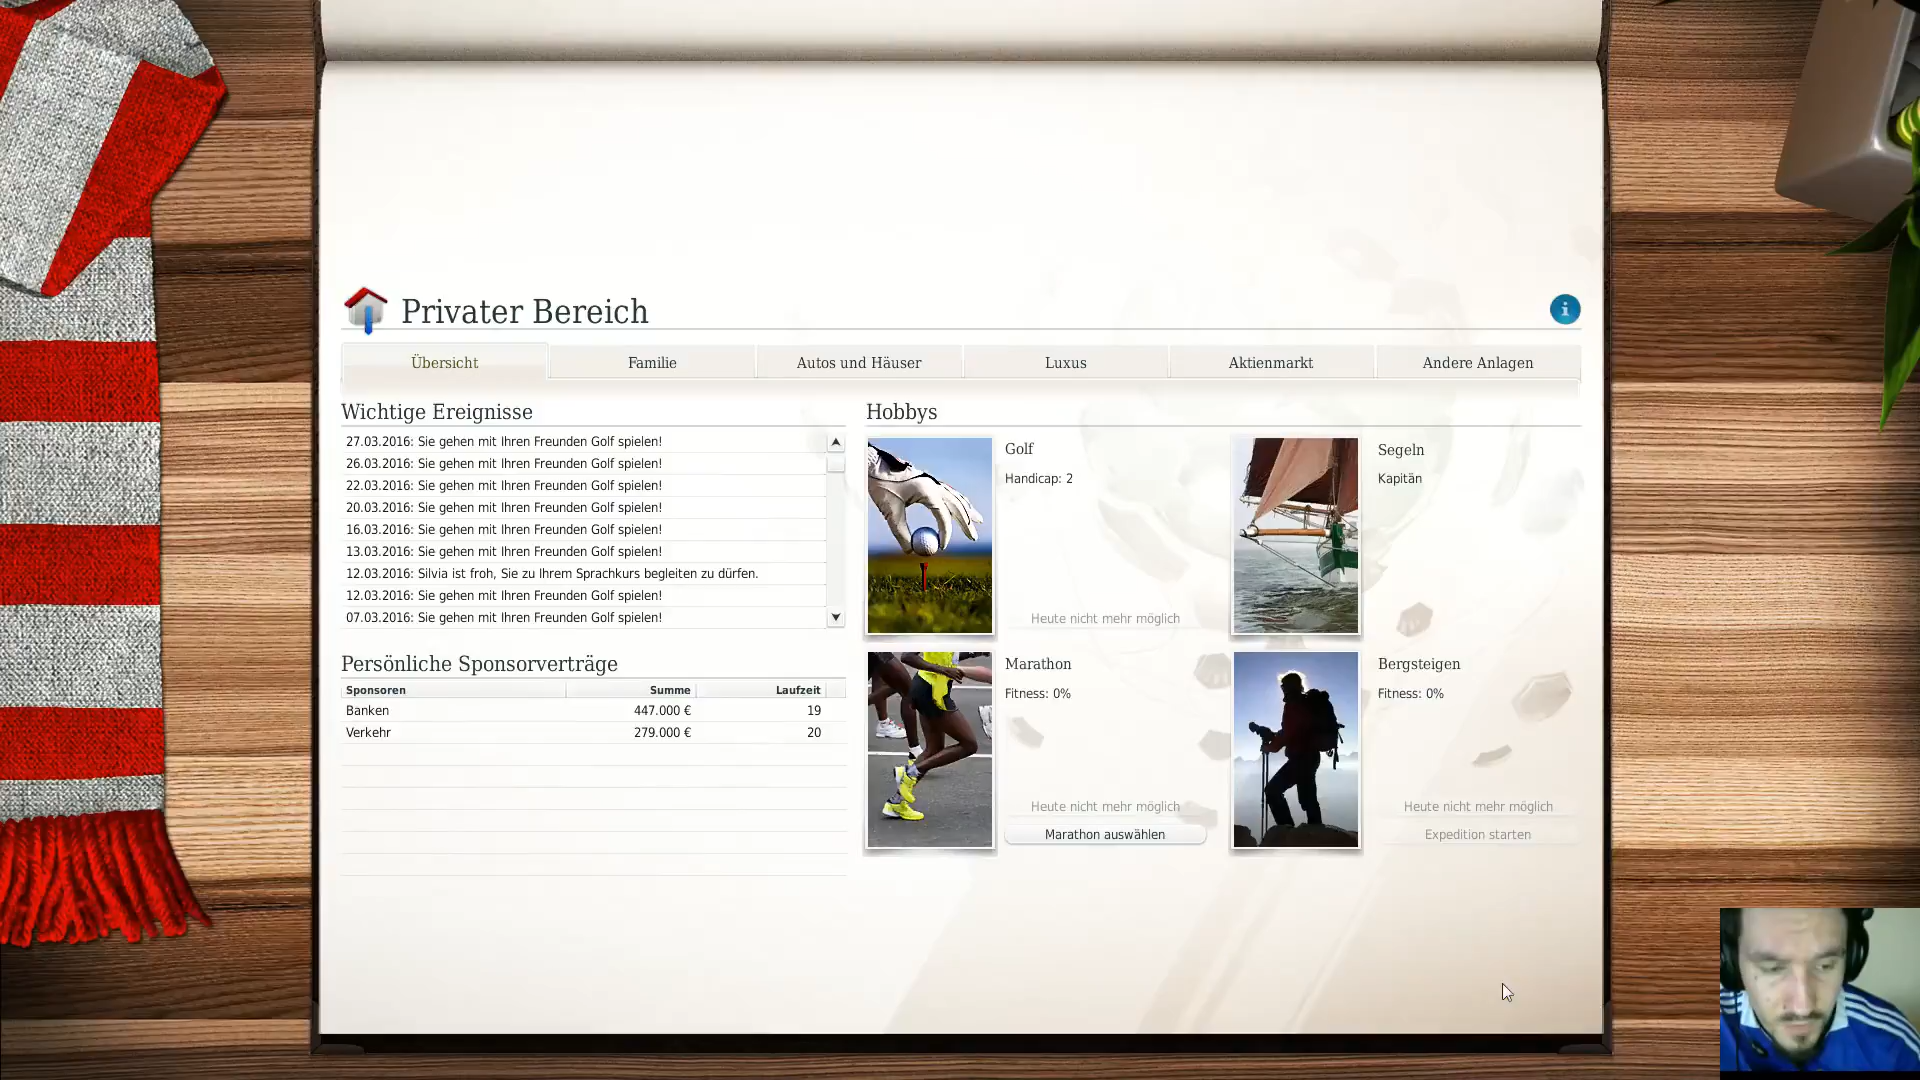 Privater Bereich
Übersicht
Familie
Autos und Häuser
Luxus
Aktienmarkt
Andere Anlagen
Wichtige Ereignisse
27.03.2016: Sie gehen mit Ihren Freunden Golf spielen!
26.03.2016: Sie gehen mit Ihren Freunden Golf spielen!
22.03.2016: Sie gehen mit Ihren Freunden Golf spielen!
20.03.2016: Sie gehen mit Ihren Freunden Golf spielen!
16.03.2016: Sie gehen mit Ihren Freunden Golf spielen!
13.03.2016: Sie gehen mit Ihren Freunden Golf spielen!
12.03.2016: Silvia ist froh, Sie zu Ihrem Sprachkurs begleiten zu dürfen.
12.03.2016: Sie gehen mit Ihren Freunden Golf spielen!
07.03.2016: Sie gehen mit Ihren Freunden Golf spielen!
Persönliche Sponsorverträge
Sponsoren Summe Laufzeit
Banken 447.000 € 19
Verkehr 279.000 € 20
Hobbys
Golf
Handicap: 2
Heute nicht mehr möglich
Segeln
Kapitän
Marathon
Fitness: 0%
Heute nicht mehr möglich
Marathon auswählen
Bergsteigen
Fitness: 0%
Heute nicht mehr möglich
Expedition starten